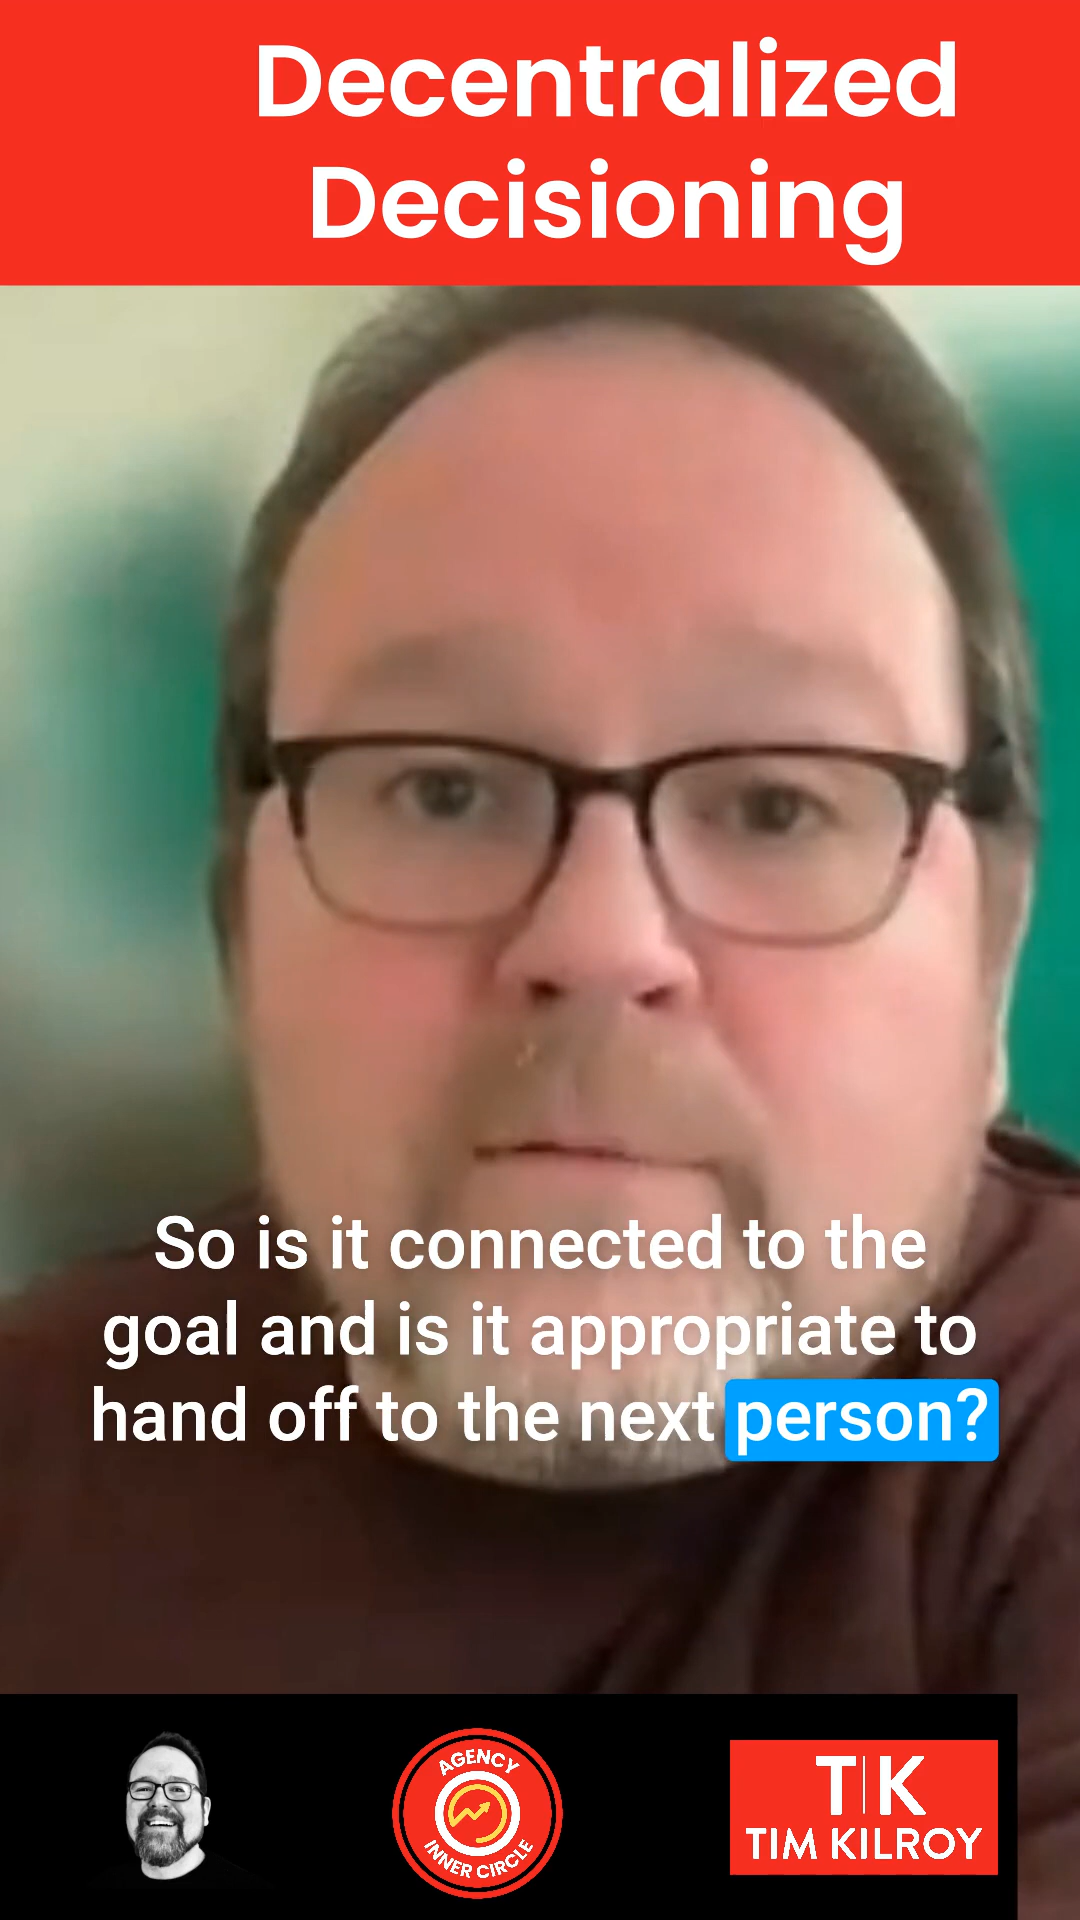 Decentralized
Decisioning
So is it connected to the
goal and is it appropriate to
hand off to the next person?
AGENCY
INNER CIRCLE
T|K
TIM KILROY